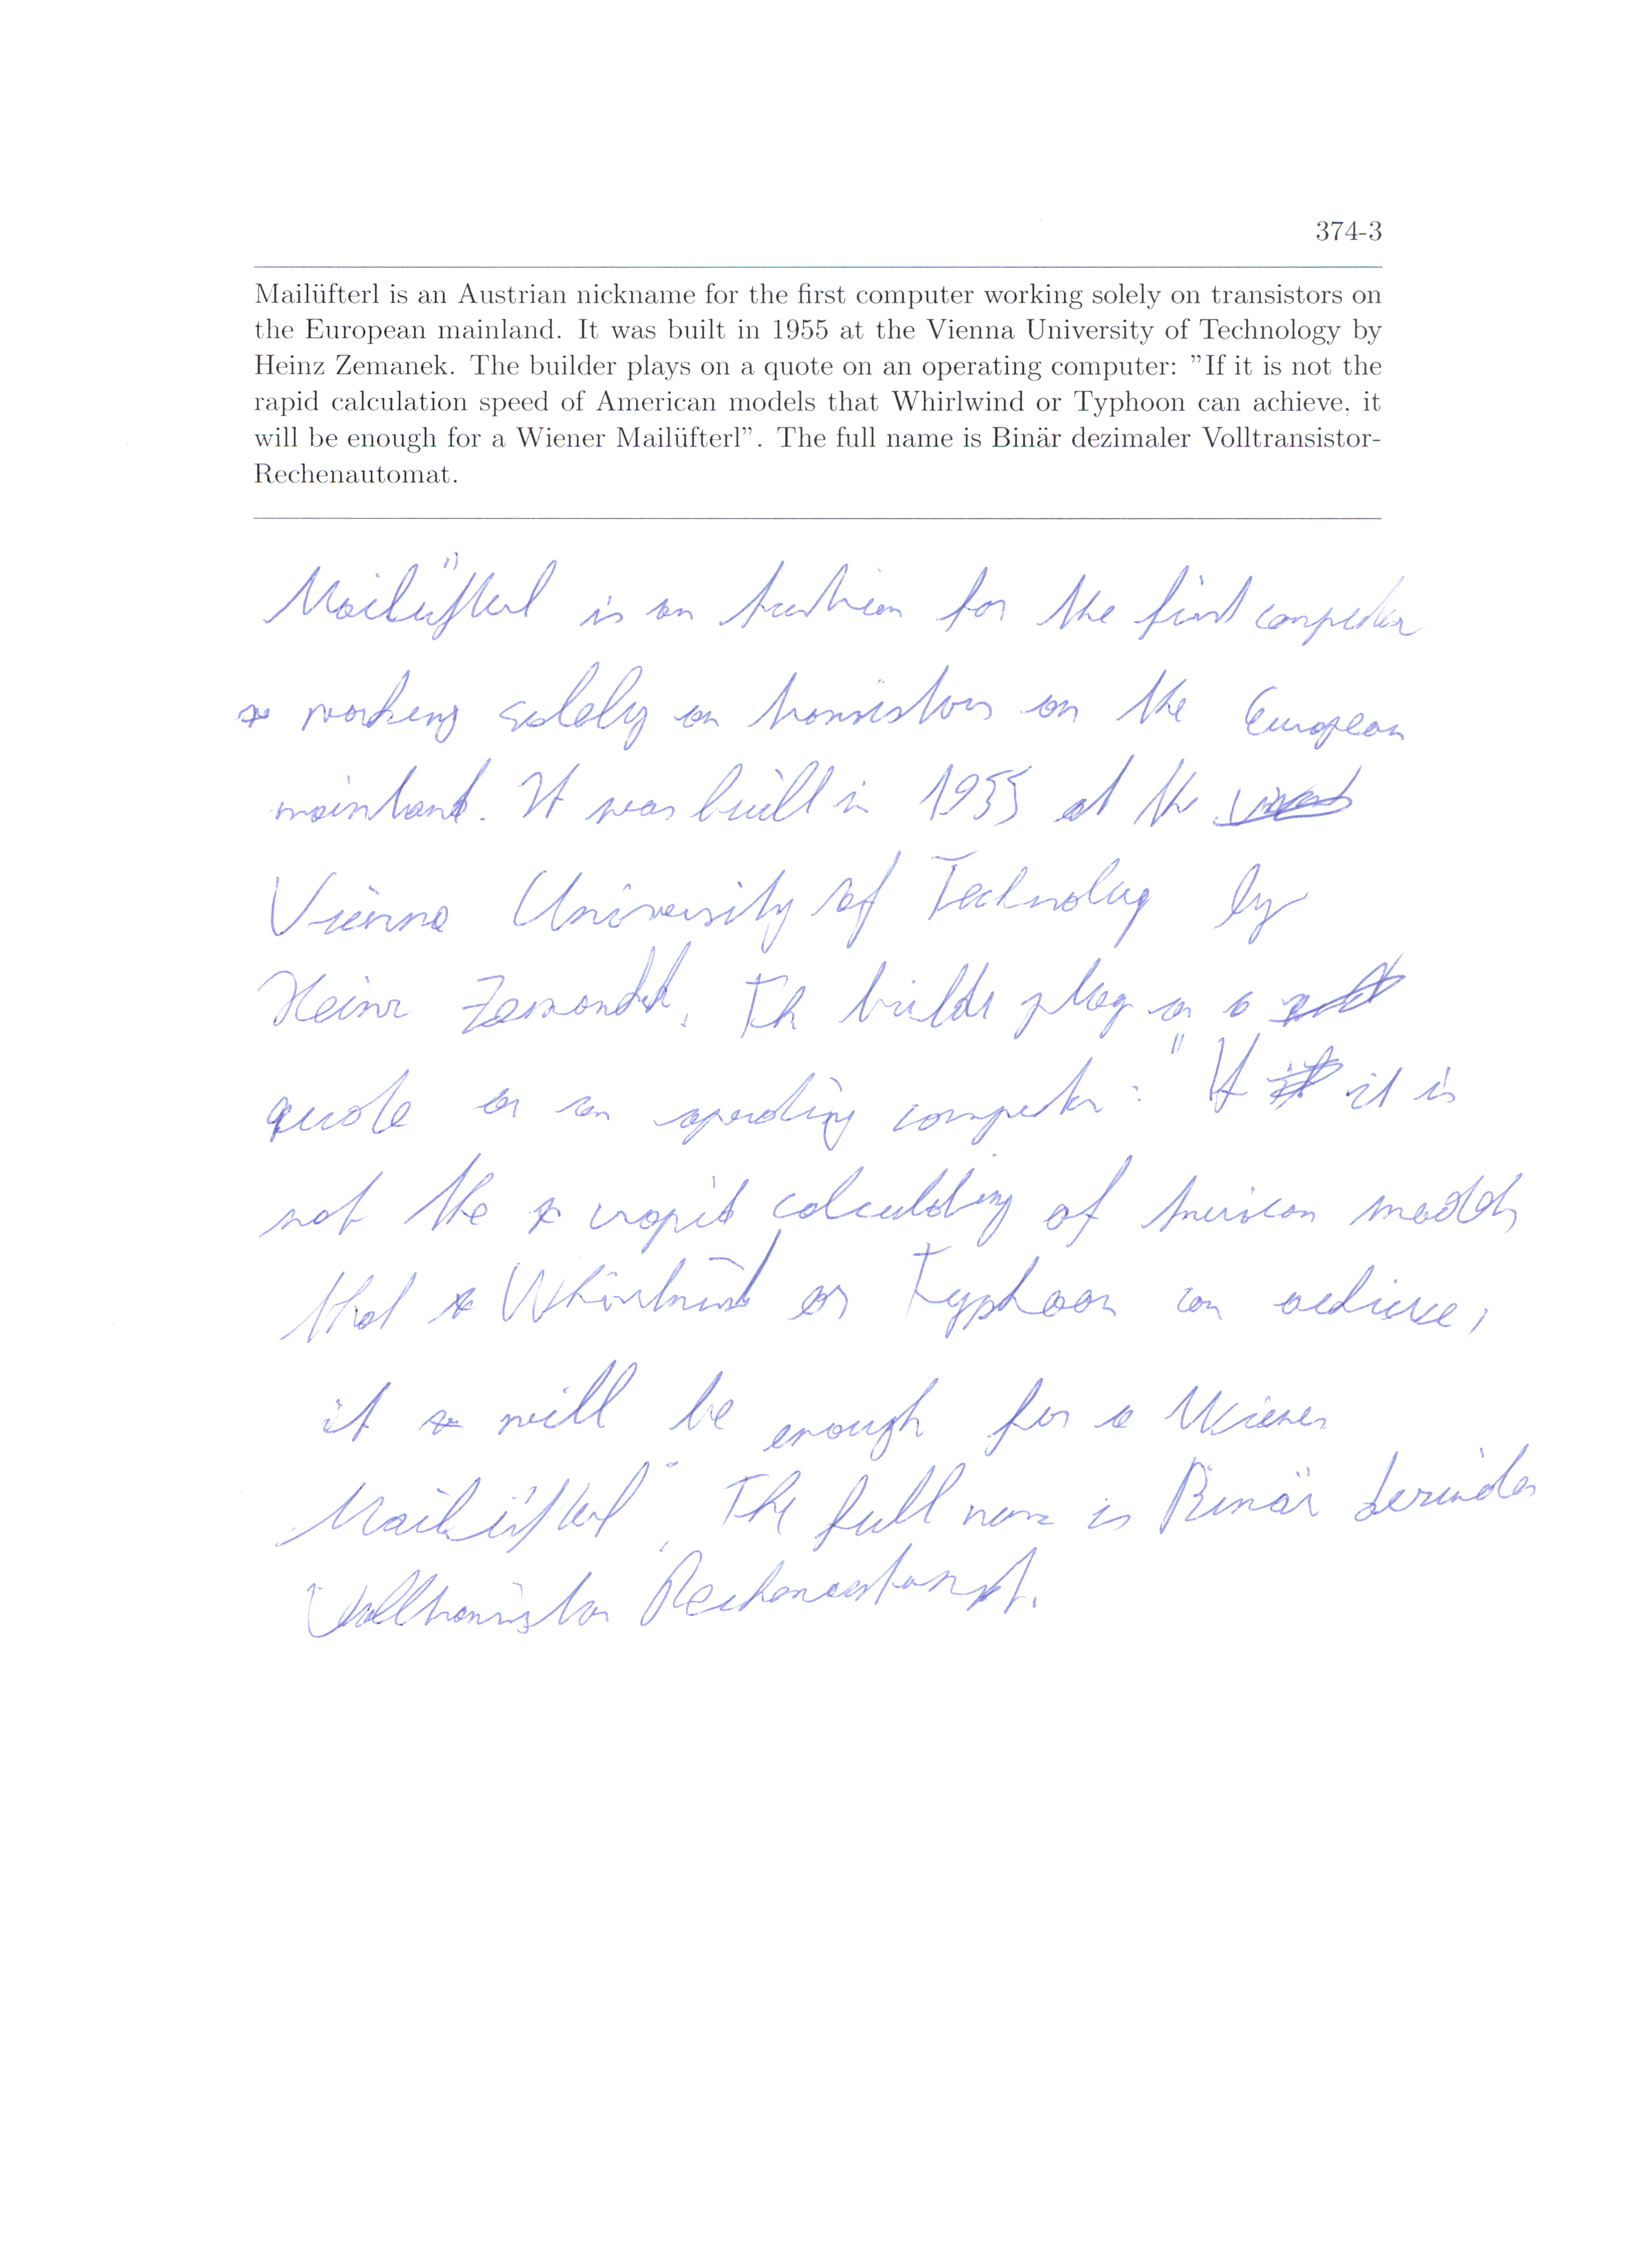 374-3
Mailüfterl is an Austrian nickname for the first computer working solely on transistors on
the European mainland. It was built in 1955 at the Vienna University of Technology by
Heinz Zemanek. The builder plays on a quote on an operating computer: "If it is not the
rapid calculation speed of American models that Whirlwind or Typhoon can achieve, it
will be enough for a Wiener Mailüfterl". The full name is Binär dezimaler Volltransistor-
Rechenautomat.
Mailüfterl is an Austrian for the first computer
working solely on transistors on the European
mainland. It was built in 1955 at the
Vienna University of Technology by
Heinz Zemanek. The builder plays on a
quote on an operating computer: "If it is
not the rapid calculating of American models
that Whirlwind or Typhoon can achieve,
it will be enough for a Wiener
Mailüfterl". The full name is Binär dezimaler
Volltransistor Rechenautomat.